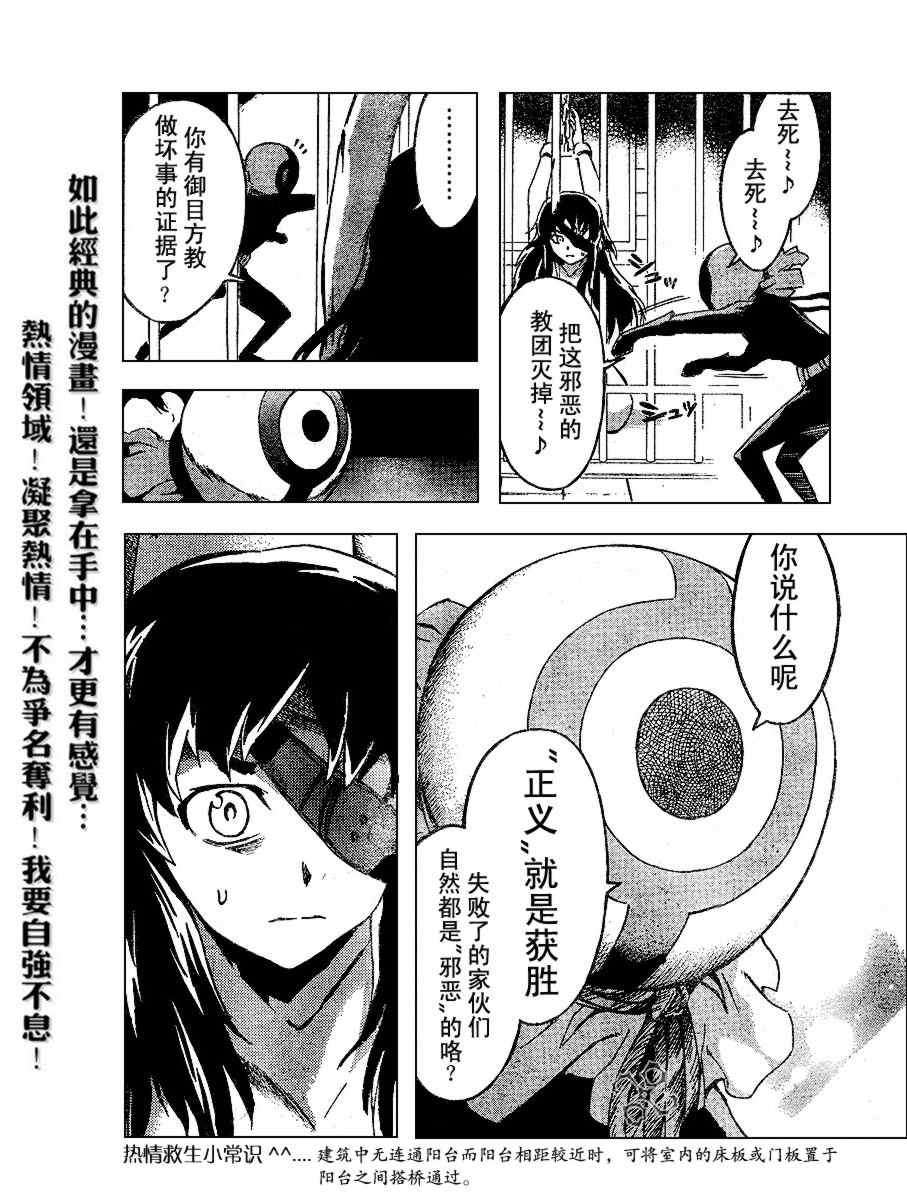 去死~♪
去死~♪
把这邪恶的
教团灭掉~~♪
ニュッ
ニュッ
………
你有御目方教
做坏事的证据了？
你说什么呢
"正义"就是获胜
失败了的家伙们
自然都是"邪恶"的咯？
如此經典的漫畫！還是拿在手中…才更有感覺…
熱情領域！凝聚熱情！不為爭名奪利！我要自強不息！
热情救生小常识 ^^.... 建筑中无连通阳台而阳台相距较近时，可将室内的床板或门板置于
阳台之间搭桥通过。